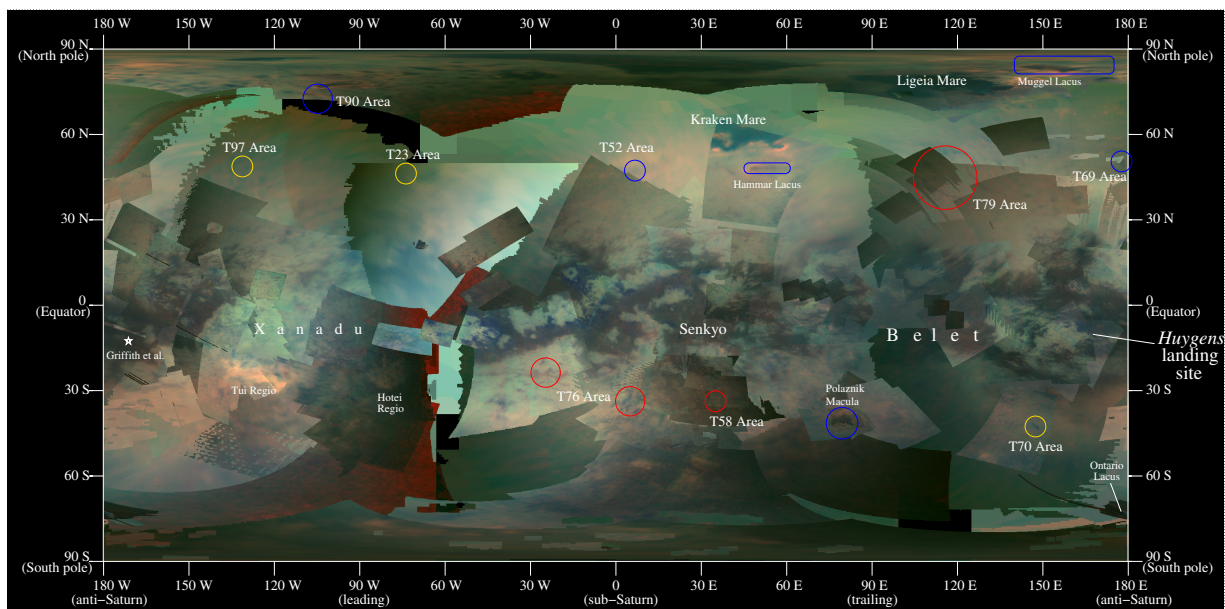 180 W 150 W 120 W 90 W 60 W 30 W 0 30 E 60 E 90 E 120 E 150 E 180 E
90 N 90 N
(North pole) (North pole)
Ligeia Mare
Muggel Lacus
T90 Area
Kraken Mare
60 N 60 N
T97 Area T23 Area T52 Area
T69 Area
Hammar Lacus
T79 Area
30 N 30 N
0 0
(Equator) (Equator)
X a n a d u Senkyo B e l e t
Huygens
landing
site
Griffith et al.
30 S 30 S
Tui Regio
Hotei
Regio
T76 Area
Polaznik
Macula
T58 Area
T70 Area
Ontario
Lacus
60 S 60 S
90 S 90 S
(South pole) (South pole)
180 W 150 W 120 W 90 W 60 W 30 W 0 30 E 60 E 90 E 120 E 150 E 180 E
(anti−Saturn) (leading) (sub−Saturn) (trailing) (anti−Saturn)